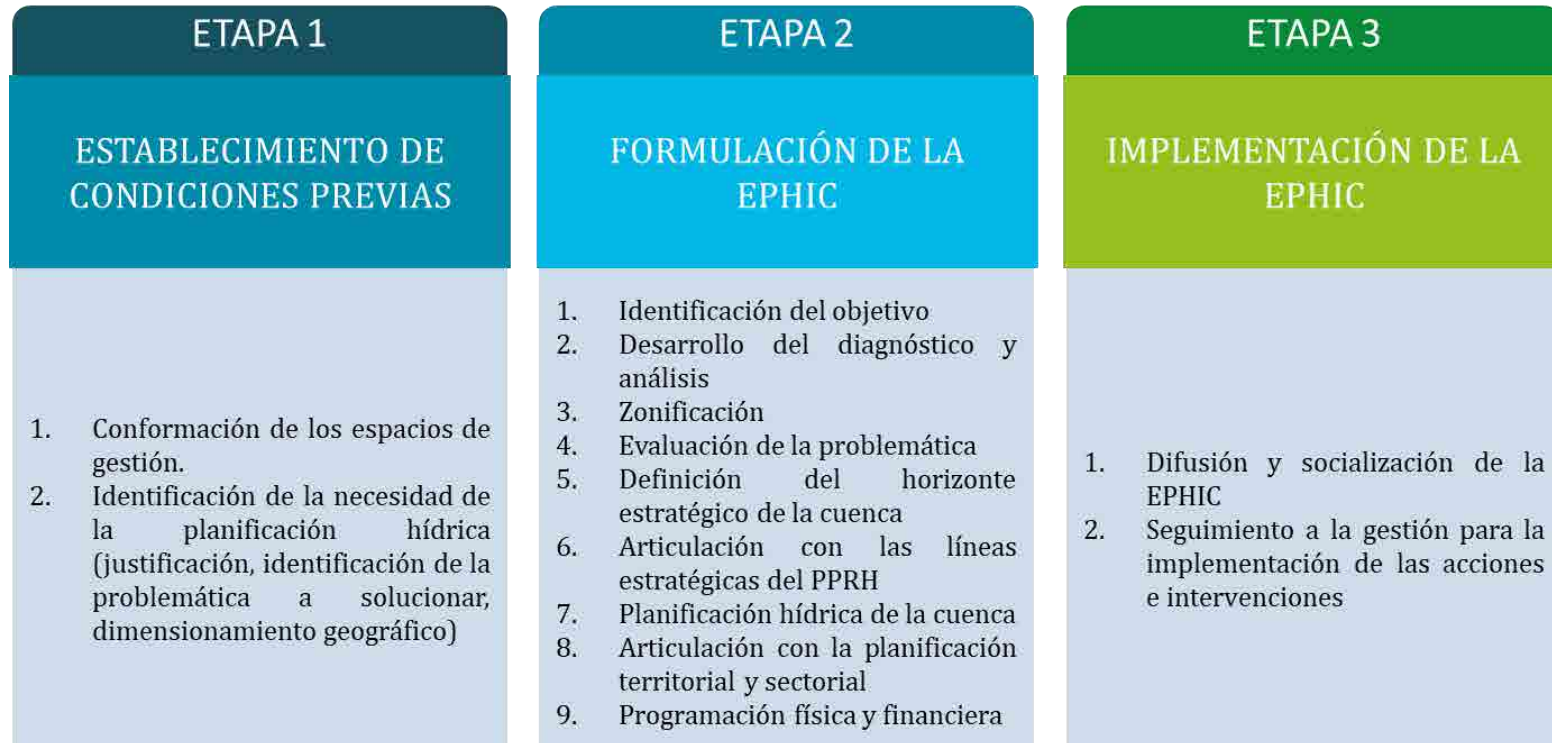 ETAPA 1
ESTABLECIMIENTO DE
CONDICIONES PREVIAS
1. Conformación de los espacios de
gestión.
2. Identificación de la necesidad de
la planificación hídrica
(justificación, identificación de la
problemática a solucionar,
dimensionamiento geográfico)
ETAPA 2
FORMULACIÓN DE LA
EPHIC
1. Identificación del objetivo
2. Desarrollo del diagnóstico y
análisis
3. Zonificación
4. Evaluación de la problemática
5. Definición del horizonte
estratégico de la cuenca
6. Articulación con las líneas
estratégicas del PPRH
7. Planificación hídrica de la cuenca
8. Articulación con la planificación
territorial y sectorial
9. Programación física y financiera
ETAPA 3
IMPLEMENTACIÓN DE LA
EPHIC
1. Difusión y socialización de la
EPHIC
2. Seguimiento a la gestión para la
implementación de las acciones
e intervenciones